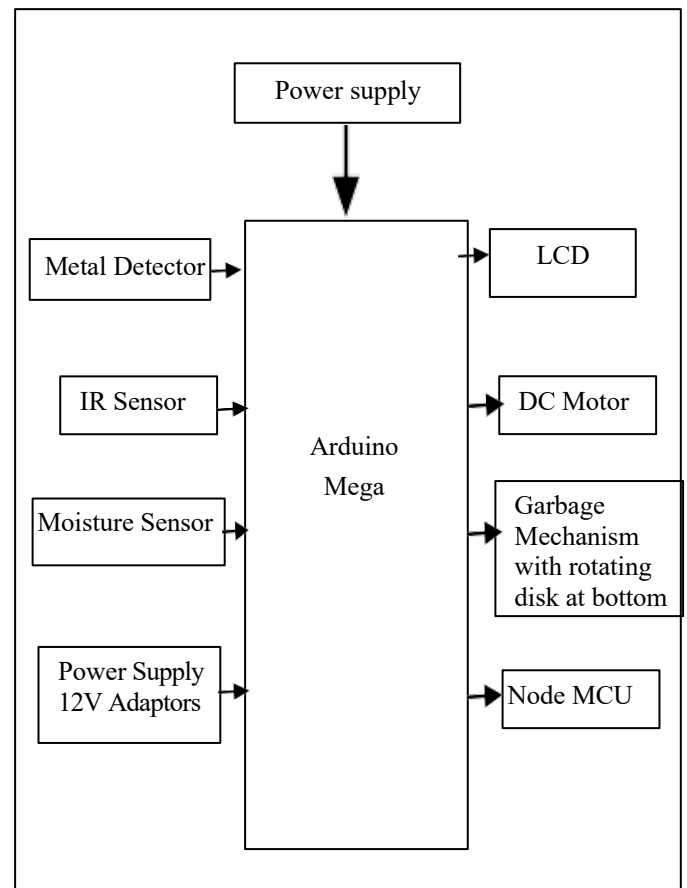 Power supply
Metal Detector
LCD
IR Sensor
DC Motor
Arduino
Mega
Moisture Sensor
Garbage
Mechanism
with rotating
disk at bottom
Power Supply
12V Adaptors
Node MCU